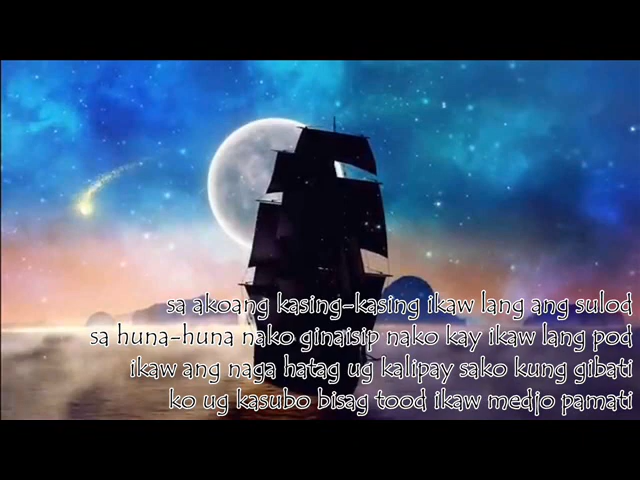 sa akoang kasing-kasing ikaw lang ang sulod
sa huna-huna nako ginaisip nako kay ikaw lang pod
ikaw ang naga hatag ug kalipay sako kung gibati
ko ug kasubo bisag tood ikaw medjo pamati